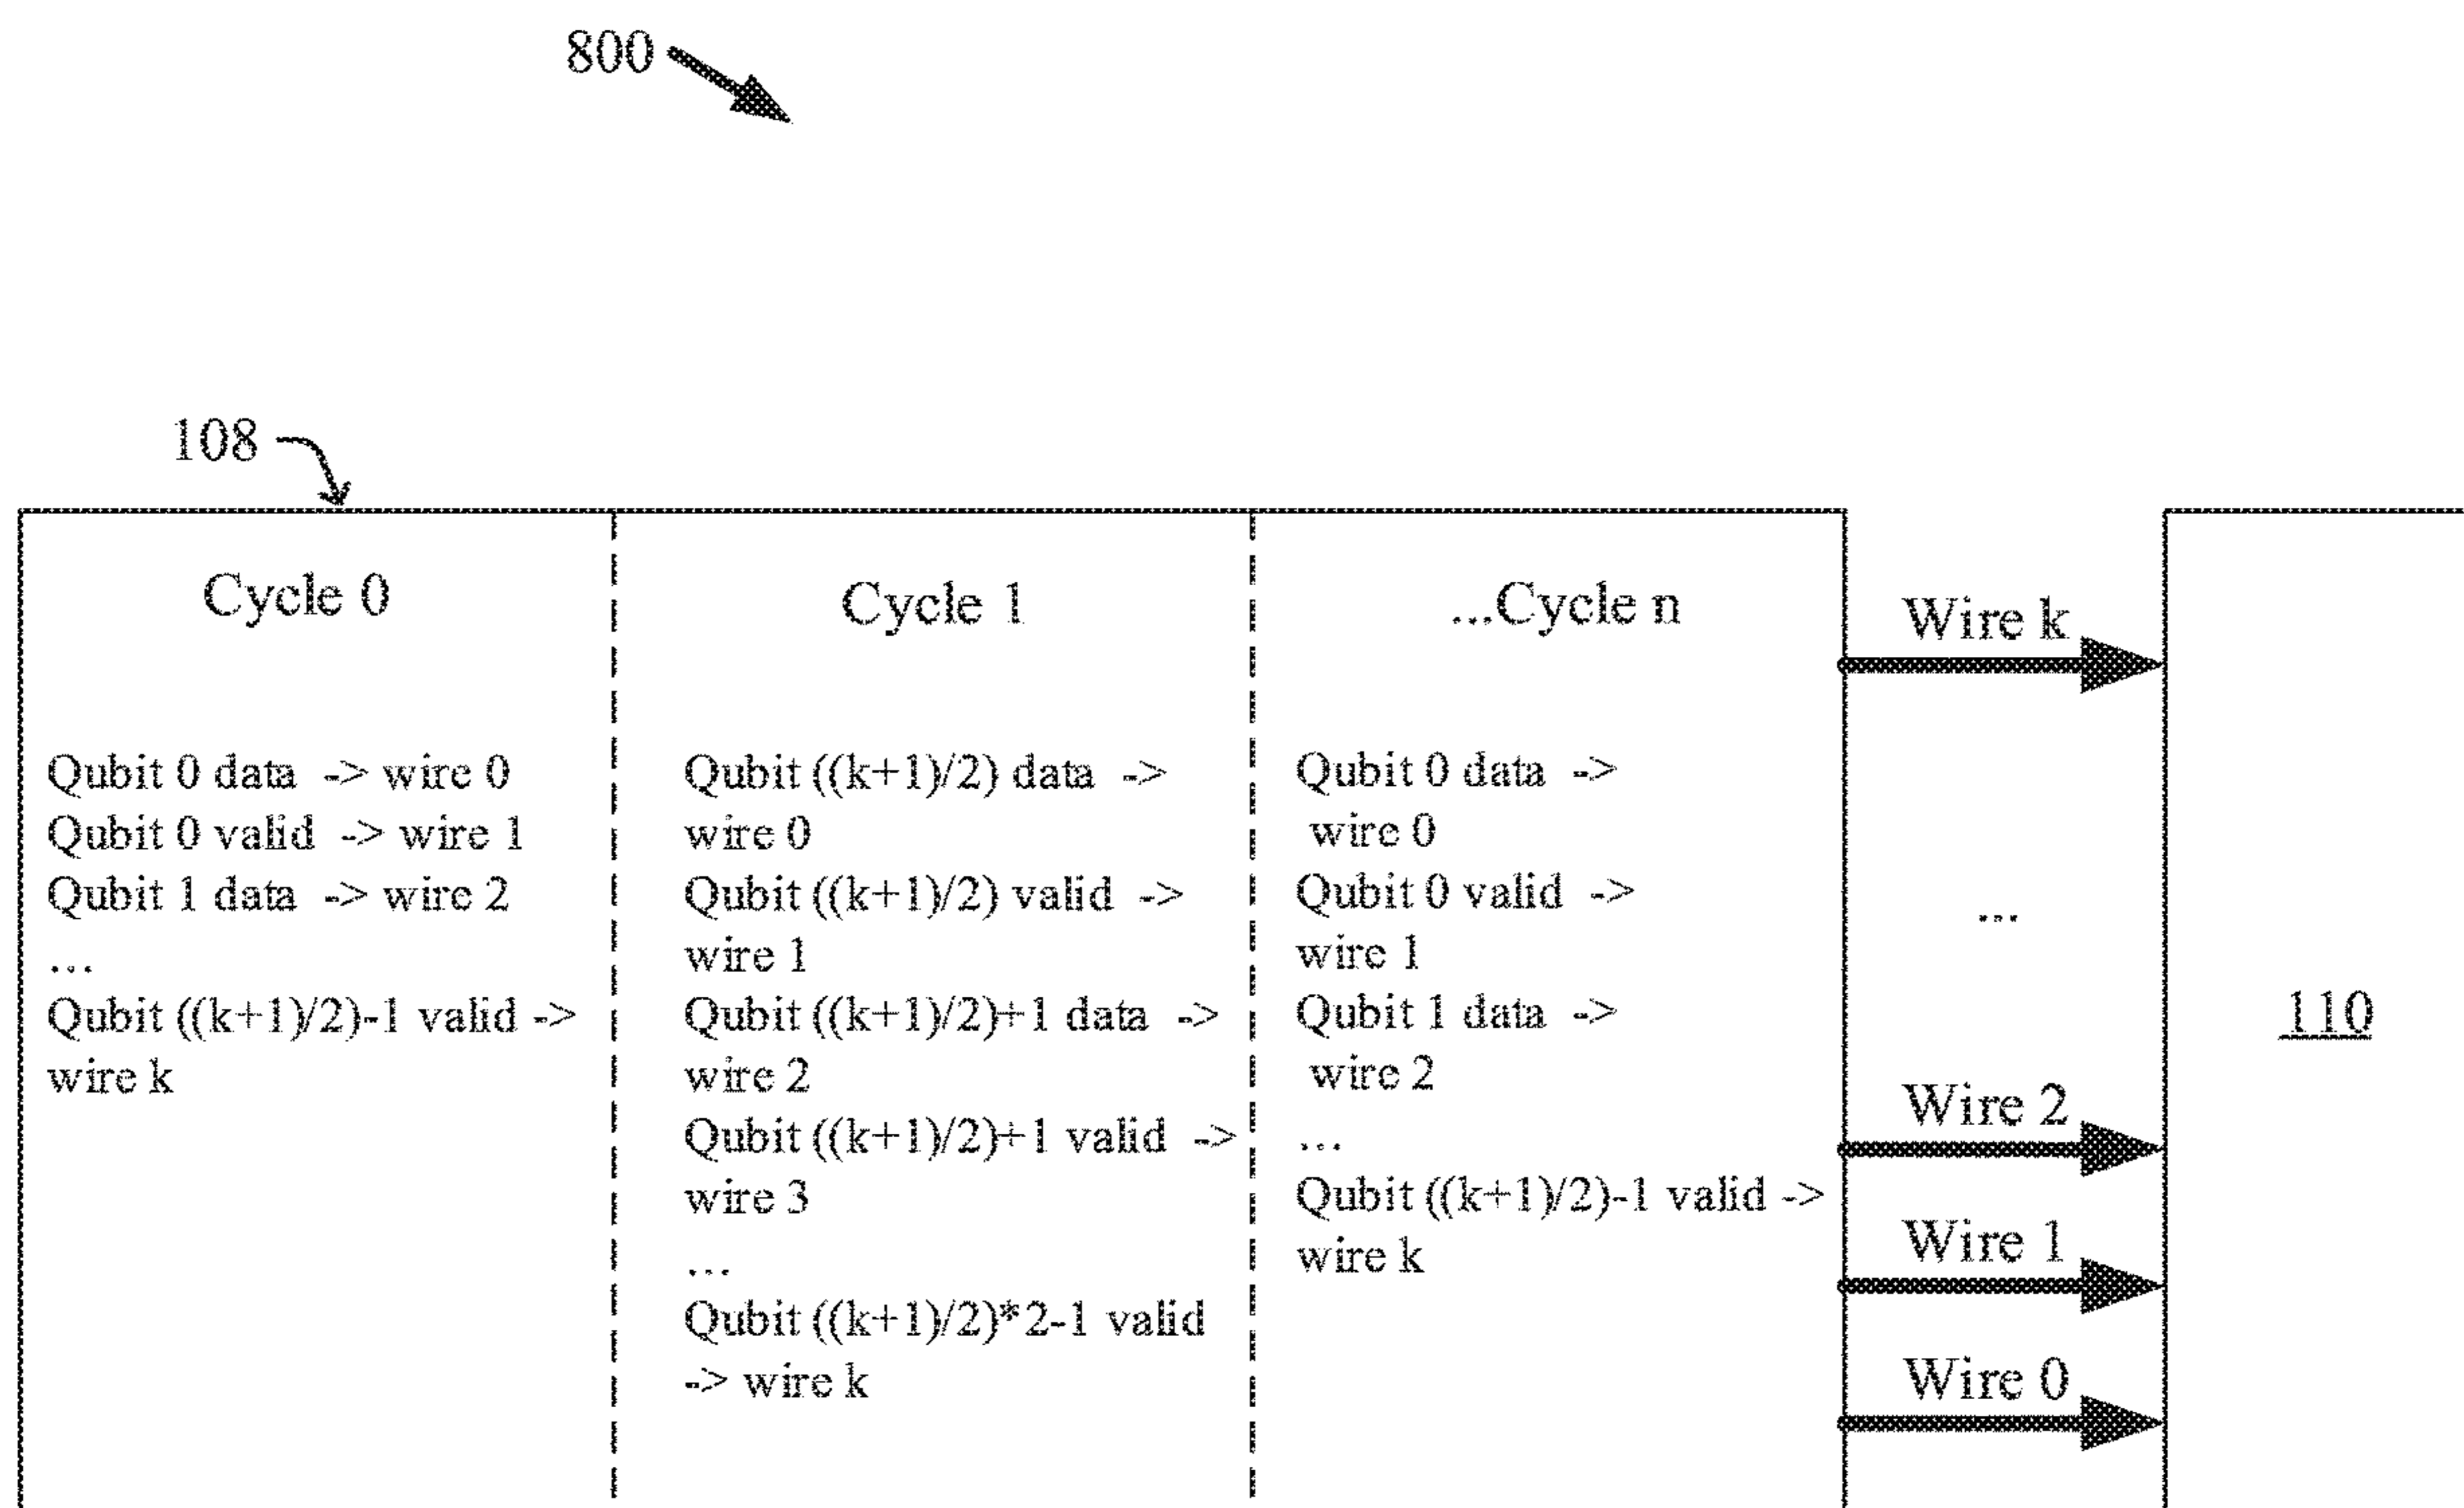 800
108
Cycle 0
Qubit 0 data -> wire 0
Qubit 0 valid -> wire 1
Qubit 1 data -> wire 2
...
Qubit ((k+1)/2)-1 valid ->
wire k
Cycle 1
Qubit ((k+1)/2) data ->
wire 0
Qubit ((k+1)/2) valid ->
wire 1
Qubit ((k+1)/2)+1 data ->
wire 2
Qubit ((k+1)/2)+1 valid ->
wire 3
...
Qubit ((k+1)/2)*2-1 valid
-> wire k
...Cycle n
Qubit 0 data ->
wire 0
Qubit 0 valid ->
wire 1
Qubit 1 data ->
wire 2
...
Qubit ((k+1)/2)-1 valid ->
wire k
Wire k
...
Wire 2
Wire 1
Wire 0
110